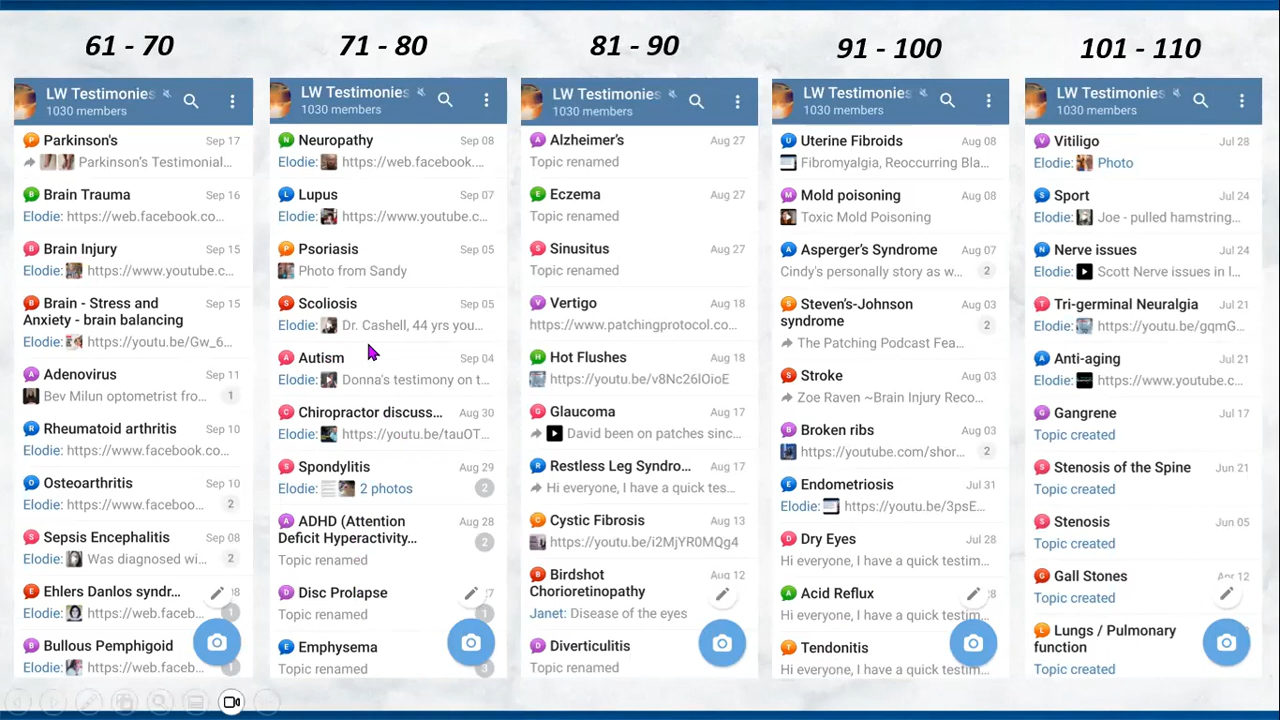 61 - 70
LW Testimonies
1030 members
Parkinson's Sep 17
Parkinson's Testimonial...
Brain Trauma Sep 16
Elodie: https://web.facebook.co...
Brain Injury Sep 15
Elodie: https://www.youtube.c...
Brain - Stress and Sep 15
Anxiety - brain balancing
Elodie: https://youtu.be/Gw_6...
Adenovirus Sep 11
Bev Milun optometrist fro... 1
Rheumatoid arthritis Sep 10
https://www.facebook.co...
Osteoarthritis Sep 10
https://www.facebook... 2
Sepsis Encephalitis Sep 08
Elodie: Was diagnosed wi... 2
Ehlers Danlos syndr...
Elodie: https://web.faceb... 1
Bullous Pemphigoid
Elodie: https://web.faceb... 1
71 - 80
LW Testimonies
1030 members
Neuropathy Sep 08
Elodie: https://web.facebook....
Lupus Sep 07
Elodie: https://www.youtube.c...
Psoriasis Sep 05
Photo from Sandy
Scoliosis Sep 05
Elodie: Dr. Cashell, 44 yrs you...
Autism Sep 04
Elodie: Donna's testimony on t...
Chiropractor discuss... Aug 30
Elodie: https://youtu.be/tauOT...
Spondylitis Aug 29
Elodie: 2 photos 2
ADHD (Attention Aug 28
Deficit Hyperactivity... 2
Topic renamed
Disc Prolapse
Topic renamed 1
Emphysema
Topic renamed 3
81 - 90
LW Testimonies
1030 members
Alzheimer's Aug 27
Topic renamed
Eczema Aug 27
Topic renamed
Sinusitus Aug 27
Topic renamed
Vertigo Aug 18
https://www.patchingprotocol.co...
Hot Flushes Aug 18
https://youtu.be/v8Nc26IOioE
Glaucoma Aug 17
David been on patches sinc...
Restless Leg Syndro... Aug 17
Hi everyone, I have a quick tes...
Cystic Fibrosis Aug 13
https://youtu.be/i2MjYR0MQg4
Birdshot Aug 12
Chorioretinopathy
Janet: Disease of the eyes
Diverticulitis
Topic renamed
91 - 100
LW Testimonies
1030 members
Uterine Fibroids Aug 08
Fibromyalgia, Reoccurring Bla...
Mold poisoning Aug 08
Toxic Mold Poisoning
Asperger's Syndrome Aug 07
Cindy's personally story as w... 2
Steven's-Johnson Aug 03
syndrome 2
The Patching Podcast Fea...
Stroke Aug 03
Zoe Raven ~Brain Injury Reco...
Broken ribs Aug 03
https://youtube.com/shor... 2
Endometriosis Jul 31
Elodie: https://youtu.be/3psE...
Dry Eyes Jul 28
Hi everyone, I have a quick testim...
Acid Reflux
Hi everyone, I have a quick testim...
Tendonitis
Hi everyone, I have a quick testim...
101 - 110
LW Testimonies
1030 members
Vitiligo Jul 28
Elodie: Photo
Sport Jul 24
Elodie: Joe - pulled hamstring...
Nerve issues Jul 24
Elodie: Scott Nerve issues in l...
Tri-germinal Neuralgia Jul 21
Elodie: https://youtu.be/gqmG...
Anti-aging Jul 21
Elodie: https://www.youtube.c...
Gangrene Jul 17
Topic created
Stenosis of the Spine Jun 21
Topic created
Stenosis Jun 05
Topic created
Gall Stones Apr 12
Topic created
Lungs / Pulmonary
function
Topic created